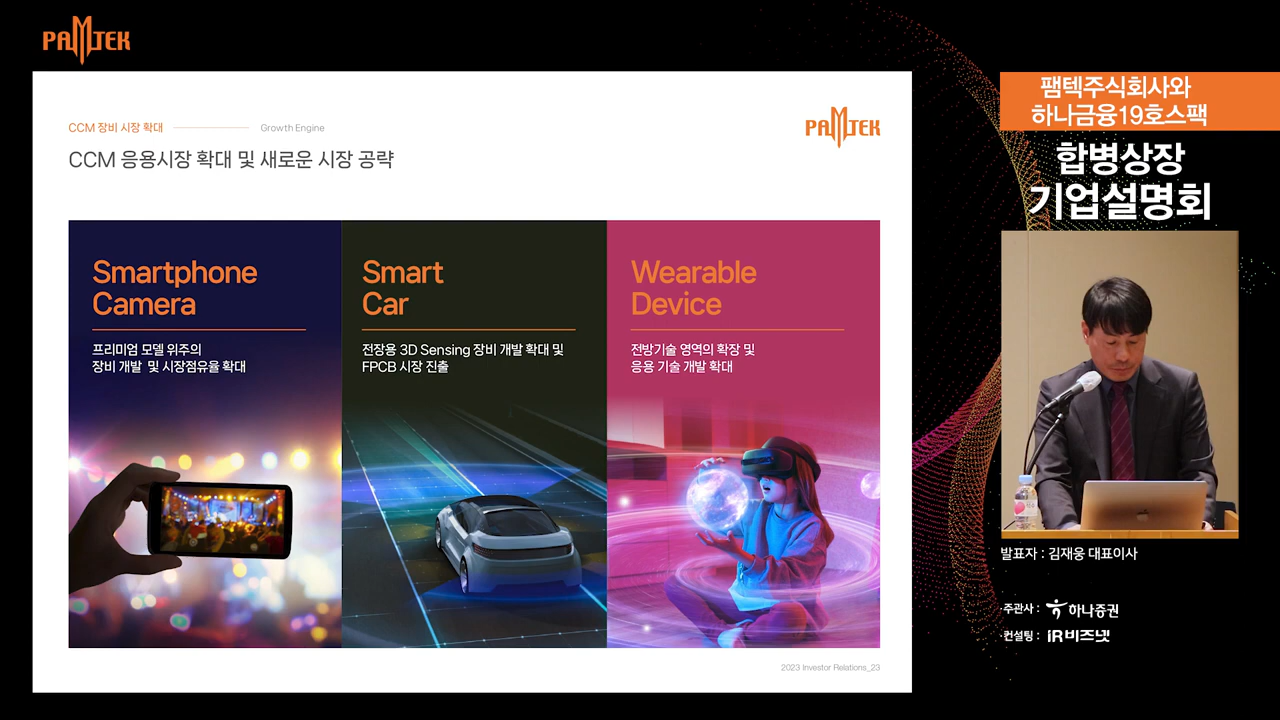 PAMTEK
CCM 장비 시장 확대
Growth Engine
PAMTEK
CCM 응용시장 확대 및 새로운 시장 공략
Smartphone
Camera
프리미엄 모델 위주의
장비 개발 및 시장점유율 확대
Smart
Car
전장용 3D Sensing 장비 개발 확대 및
FPCB 시장 진출
Wearable
Device
전방기술 영역의 확장 및
응용 기술 개발 확대
2023 Investor Relations_23
팸텍주식회사와
하나금융19호스팩
합병상장
기업설명회
발표자 : 김재웅 대표이사
주관사 : 하나증권
컨설팅 : iR비즈넷